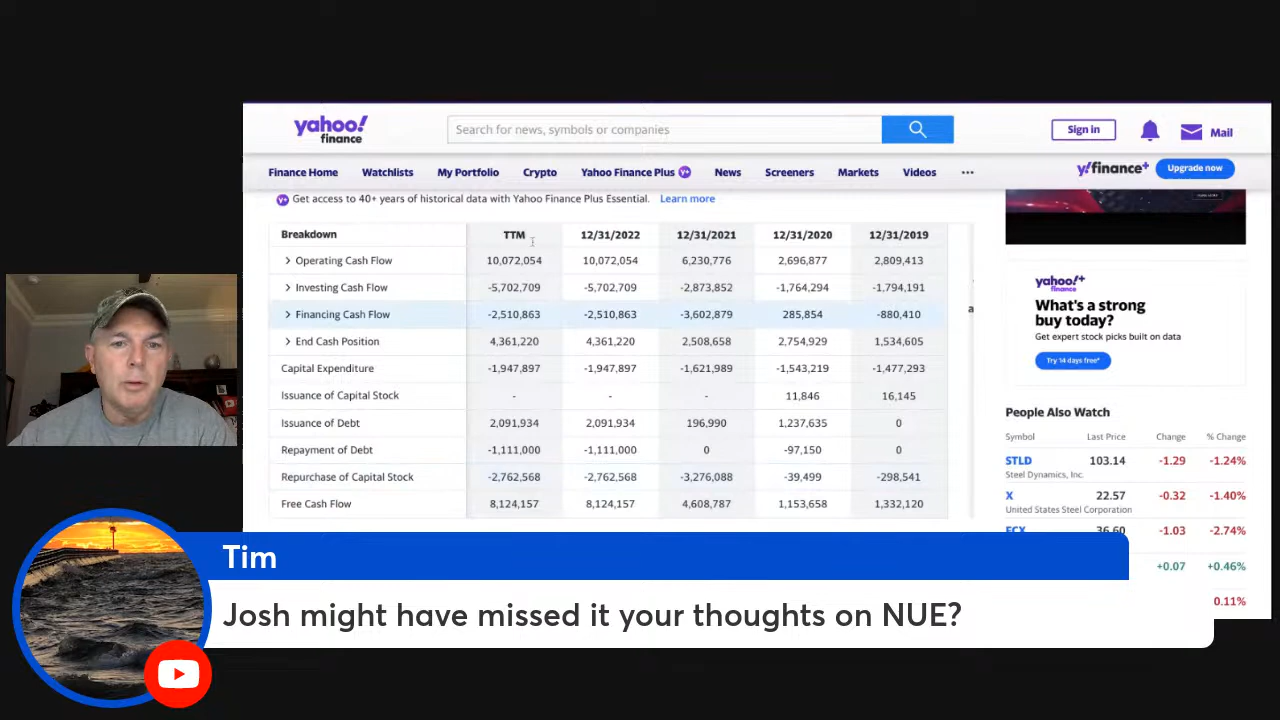 yahoo!
finance
Search for news, symbols or companies
Sign in
Mail
Finance Home Watchlists My Portfolio Crypto Yahoo Finance Plus News Screeners Markets Videos ...
y!finance+ Upgrade now
Get access to 40+ years of historical data with Yahoo Finance Plus Essential. Learn more
Breakdown TTM 12/31/2022 12/31/2021 12/31/2020 12/31/2019
Operating Cash Flow 10,072,054 10,072,054 6,230,776 2,696,877 2,809,413
Investing Cash Flow -5,702,709 -5,702,709 -2,873,852 -1,764,294 -1,794,191
Financing Cash Flow -2,510,863 -2,510,863 -3,602,879 285,854 -880,410
End Cash Position 4,361,220 4,361,220 2,508,658 2,754,929 1,534,605
Capital Expenditure -1,947,897 -1,947,897 -1,621,989 -1,543,219 -1,477,293
Issuance of Capital Stock - - - 11,846 16,145
Issuance of Debt 2,091,934 2,091,934 196,990 1,237,635 0
Repayment of Debt -1,111,000 -1,111,000 0 -97,150 0
Repurchase of Capital Stock -2,762,568 -2,762,568 -3,276,088 -39,499 -298,541
Free Cash Flow 8,124,157 8,124,157 4,608,787 1,153,658 1,332,120
a
yahoo!+
finance
What's a strong
buy today?
Get expert stock picks built on data
Try 14 days free*
People Also Watch
Symbol Last Price Change % Change
STLD 103.14 -1.29 -1.24%
Steel Dynamics, Inc.
X 22.57 -0.32 -1.40%
United States Steel Corporation
FCX 36.60 -1.03 -2.74%
+0.07 +0.46%
0.11%
Tim
Josh might have missed it your thoughts on NUE?